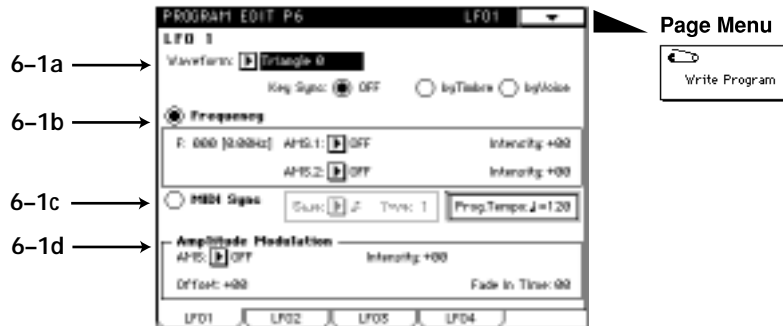 PROGRAM EDIT P6 LFO1
Page Menu
Write Program
LFO 1
6–1a
Waveform: Triangle 0
Key Sync: OFF byTimbre byVoice
6–1b
Frequency
F: 000 [0.00Hz] AMS.1: OFF Intensity: +00
AMS.2: OFF Intensity: +00
6–1c
MIDI Sync
Base: ♪ Time: 1 Prog.Tempo: ♩=120
6–1d
Amplitude Modulation
AMS: OFF Intensity: +00
Offset: +00 Fade In Time: 00
LFO1 LFO2 LFO3 LFO4